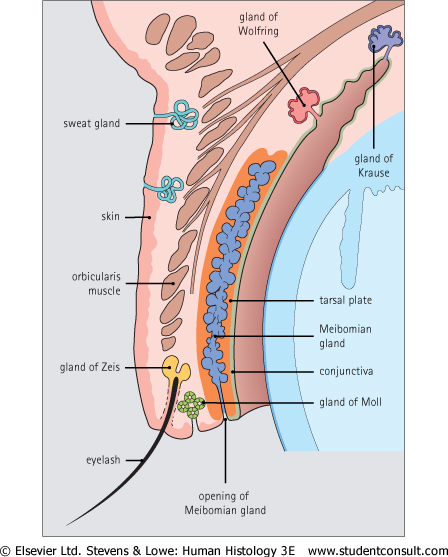 gland of
Wolfring
sweat gland
gland of
Krause
skin
orbicularis
muscle
tarsal plate
Meibomian
gland
gland of Zeis
conjunctiva
gland of Moll
eyelash
opening of
Meibomian gland
© Elsevier Ltd. Stevens & Lowe: Human Histology 3E www.studentconsult.com